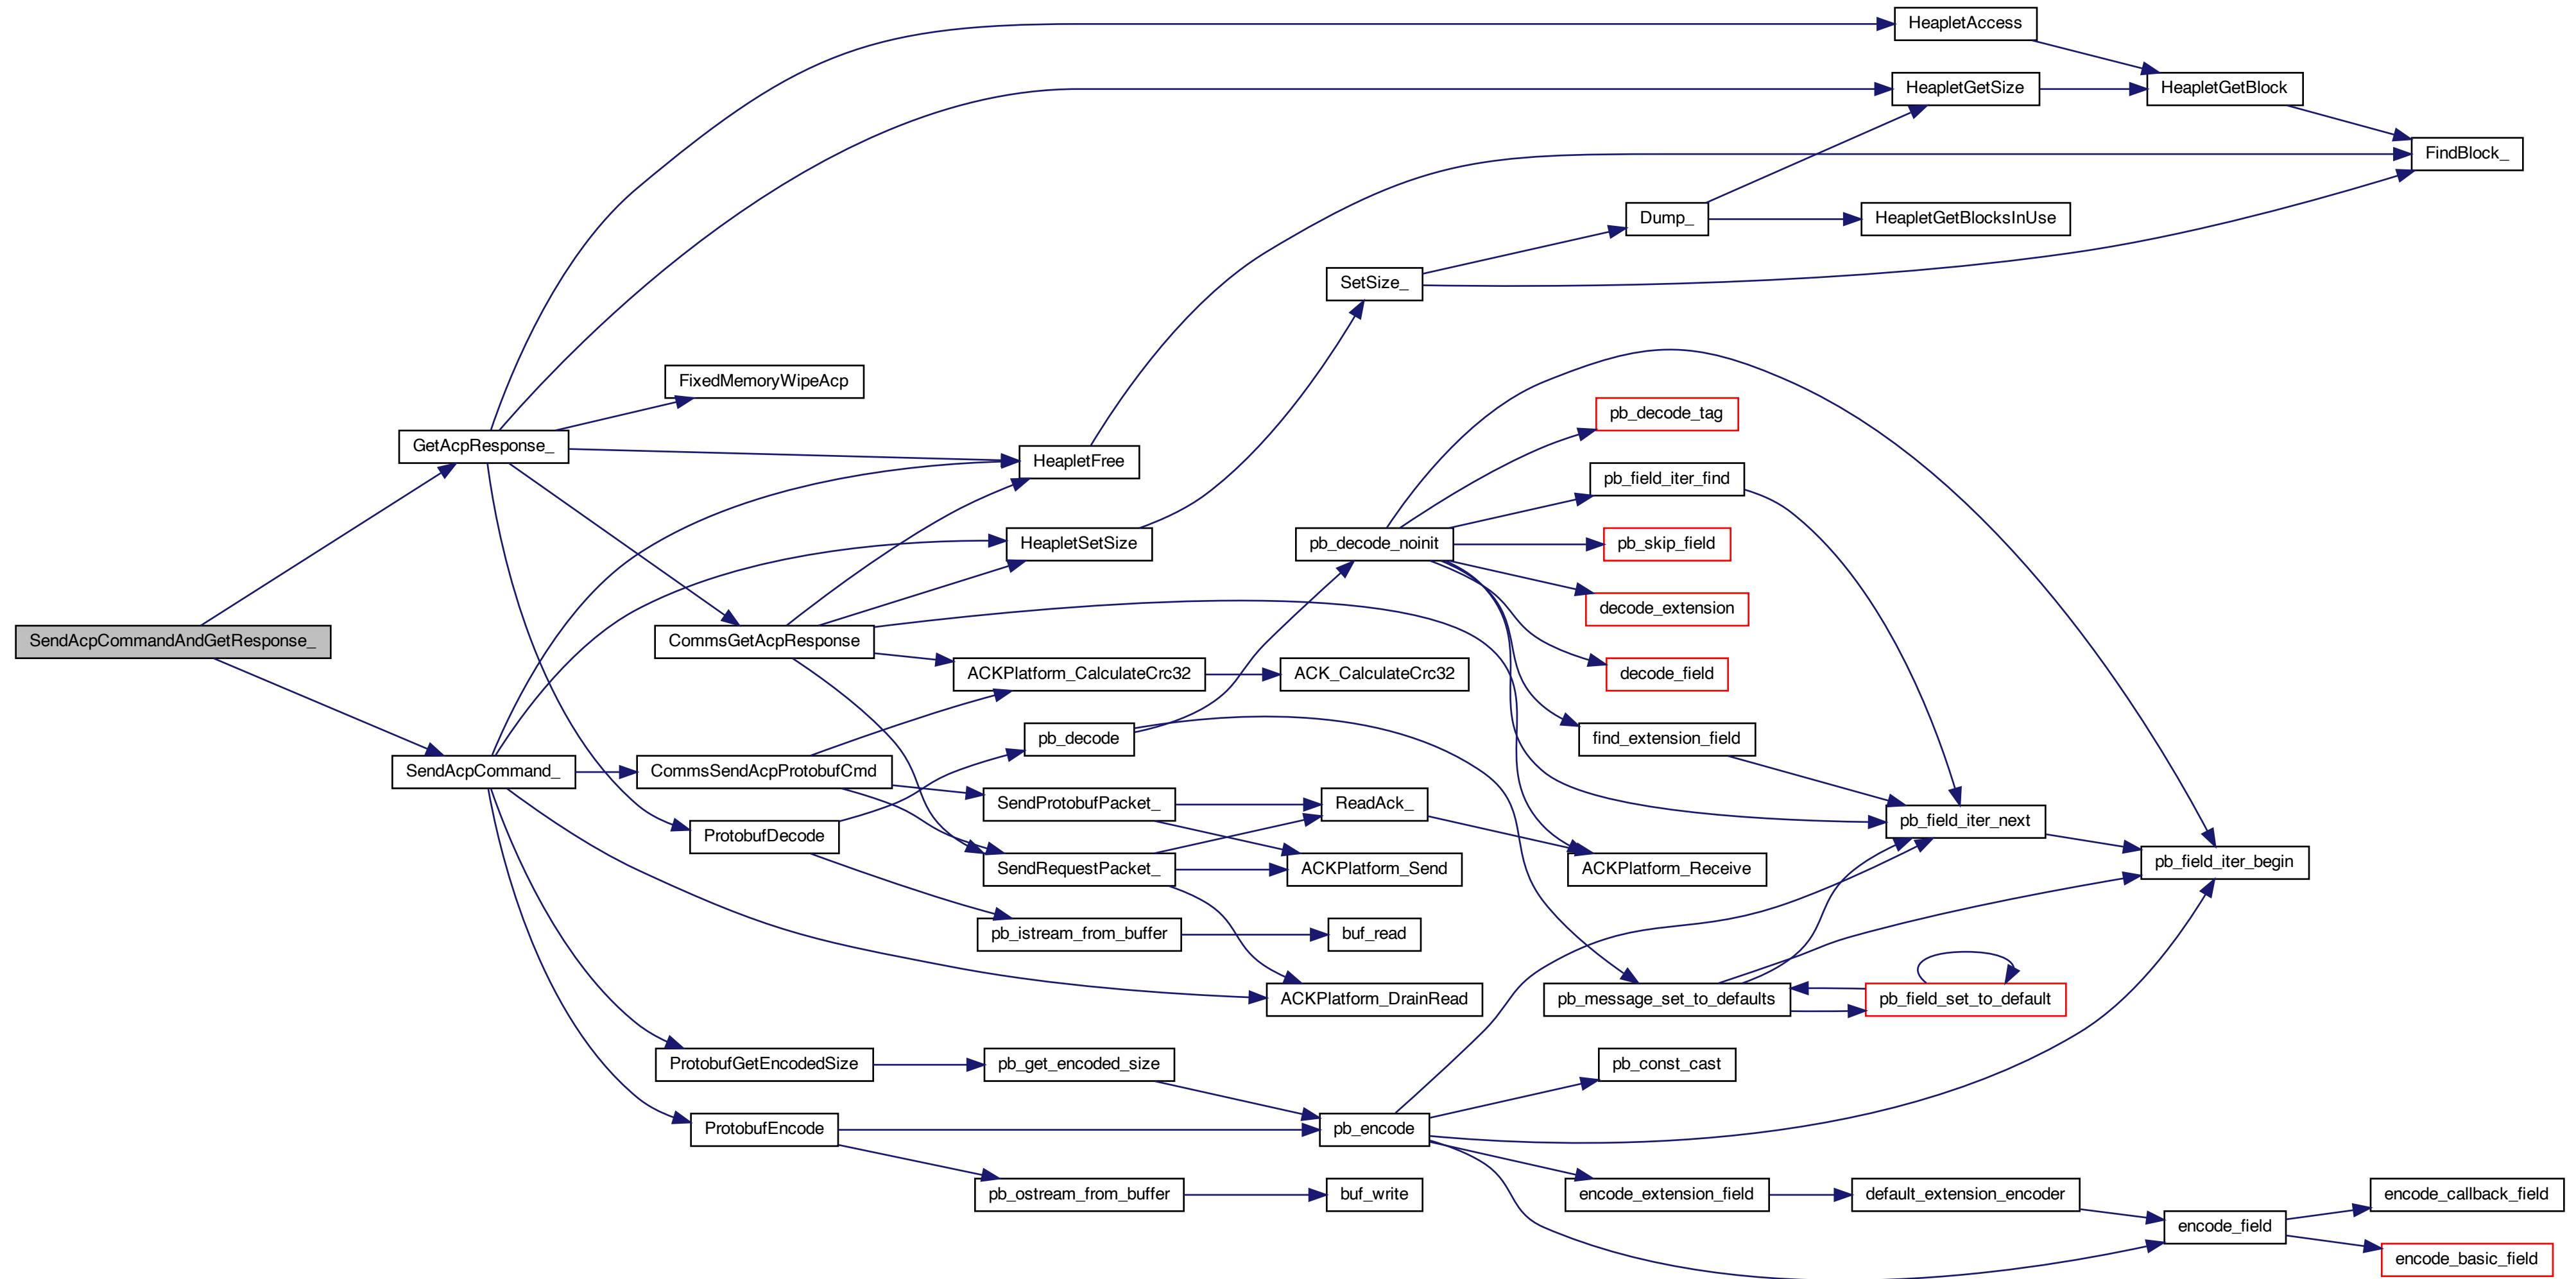 HeapletAccess
HeapletGetSize
HeapletGetBlock
FindBlock_
Dump_
HeapletGetBlocksInUse
SetSize_
FixedMemoryWipeAcp
GetAcpResponse_
HeapletFree
pb_decode_tag
pb_field_iter_find
HeapletSetSize
pb_decode_noinit
pb_skip_field
decode_extension
SendAcpCommandAndGetResponse_
CommsGetAcpResponse
ACKPlatform_CalculateCrc32
ACK_CalculateCrc32
decode_field
pb_decode
find_extension_field
SendAcpCommand_
CommsSendAcpProtobufCmd
SendProtobufPacket_
ReadAck_
pb_field_iter_next
ProtobufDecode
SendRequestPacket_
ACKPlatform_Send
ACKPlatform_Receive
pb_field_iter_begin
pb_istream_from_buffer
buf_read
ACKPlatform_DrainRead
pb_message_set_to_defaults
pb_field_set_to_default
ProtobufGetEncodedSize
pb_get_encoded_size
pb_const_cast
ProtobufEncode
pb_encode
pb_ostream_from_buffer
buf_write
encode_extension_field
default_extension_encoder
encode_callback_field
encode_field
encode_basic_field